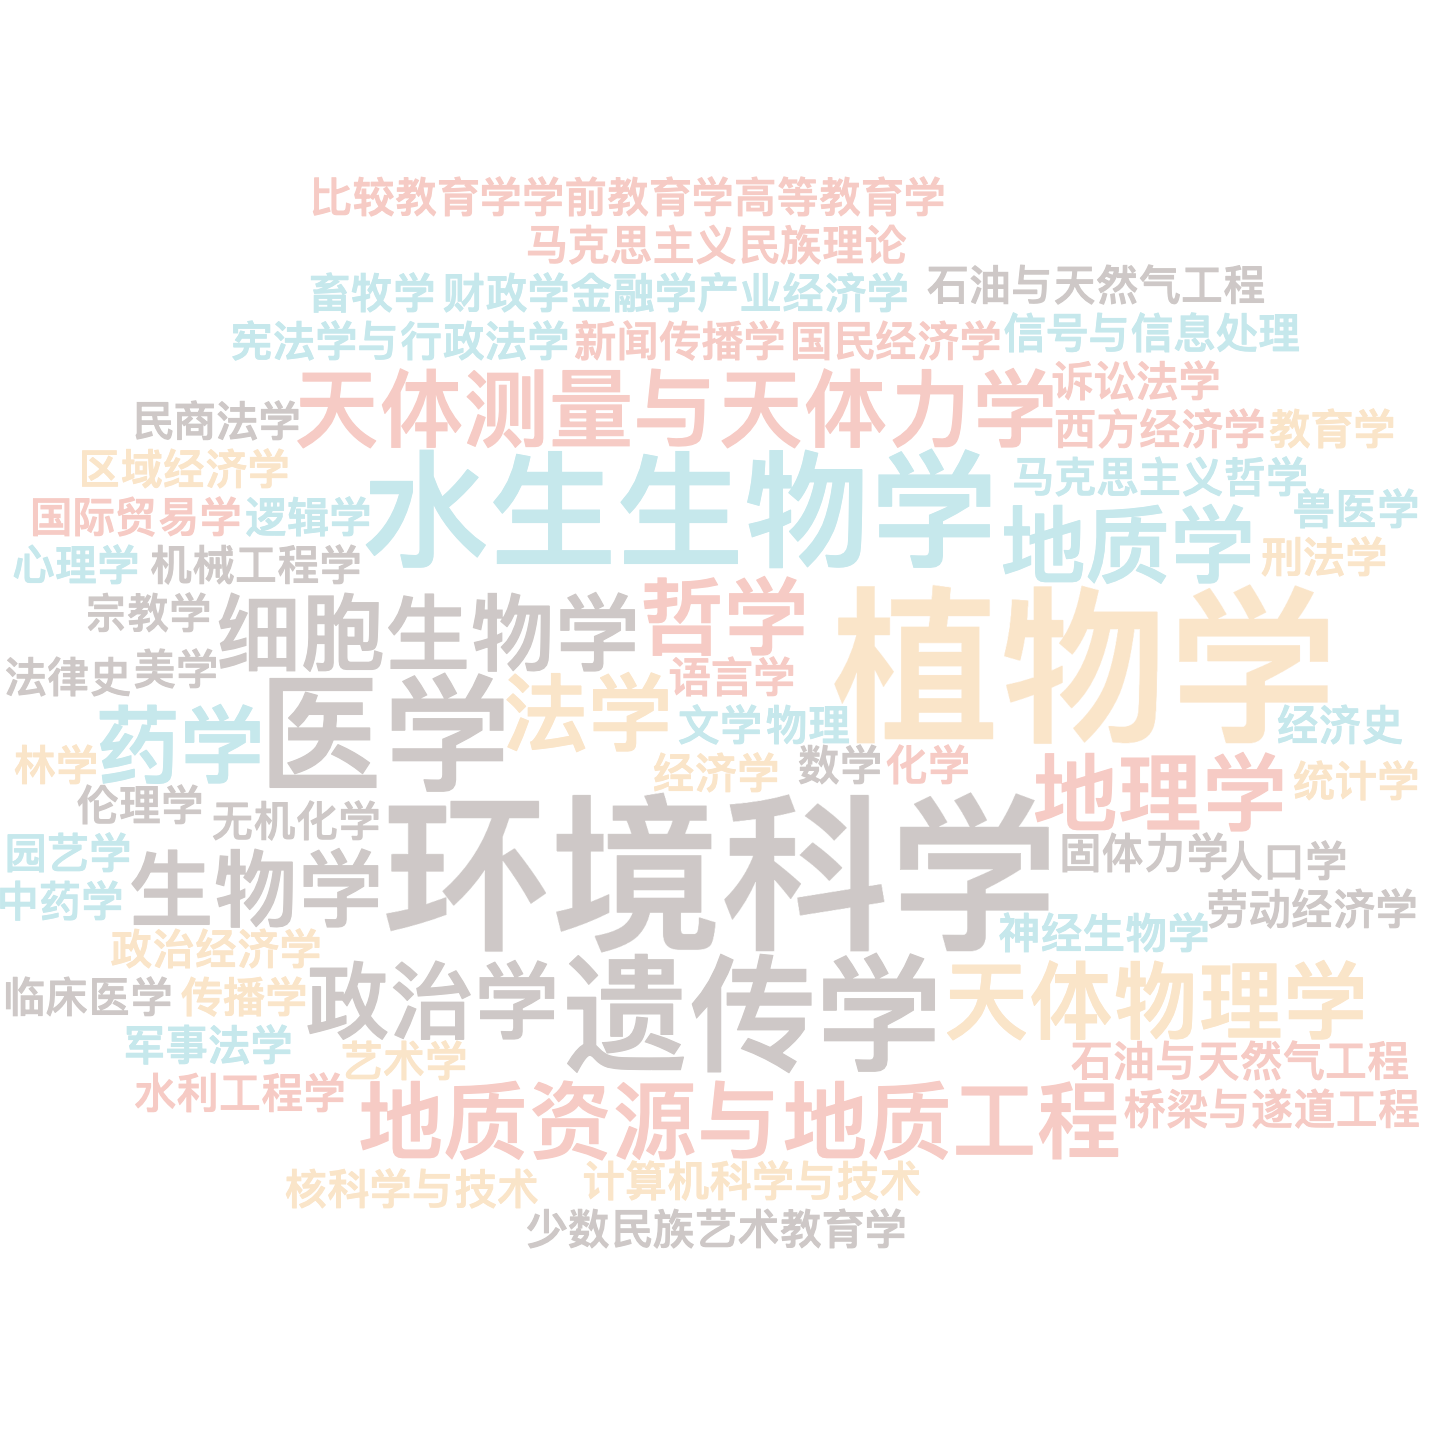 比较教育学学前教育学高等教育学
马克思主义民族理论
畜牧学 财政学金融学产业经济学 石油与天然气工程
宪法学与行政法学 新闻传播学 国民经济学 信号与信息处理
天体测量与天体力学 诉讼法学
民商法学 西方经济学 教育学
区域经济学 水生生物学 马克思主义哲学
国际贸易学 逻辑学 地质学 兽医学
心理学 机械工程学 刑法学
宗教学 细胞生物学 哲学 植物学
法律史 美学 语言学
药学 医学 法学 文学 物理 经济史
林学 经济学 数学 化学 地理学 统计学
伦理学 无机化学 环境科学
园艺学 生物学 固体力学 人口学
中药学 劳动经济学
政治经济学 神经生物学
临床医学 传播学 政治学 遗传学 天体物理学
军事法学 艺术学 石油与天然气工程
水利工程学 地质资源与地质工程 桥梁与遂道工程
核科学与技术 计算机科学与技术
少数民族艺术教育学